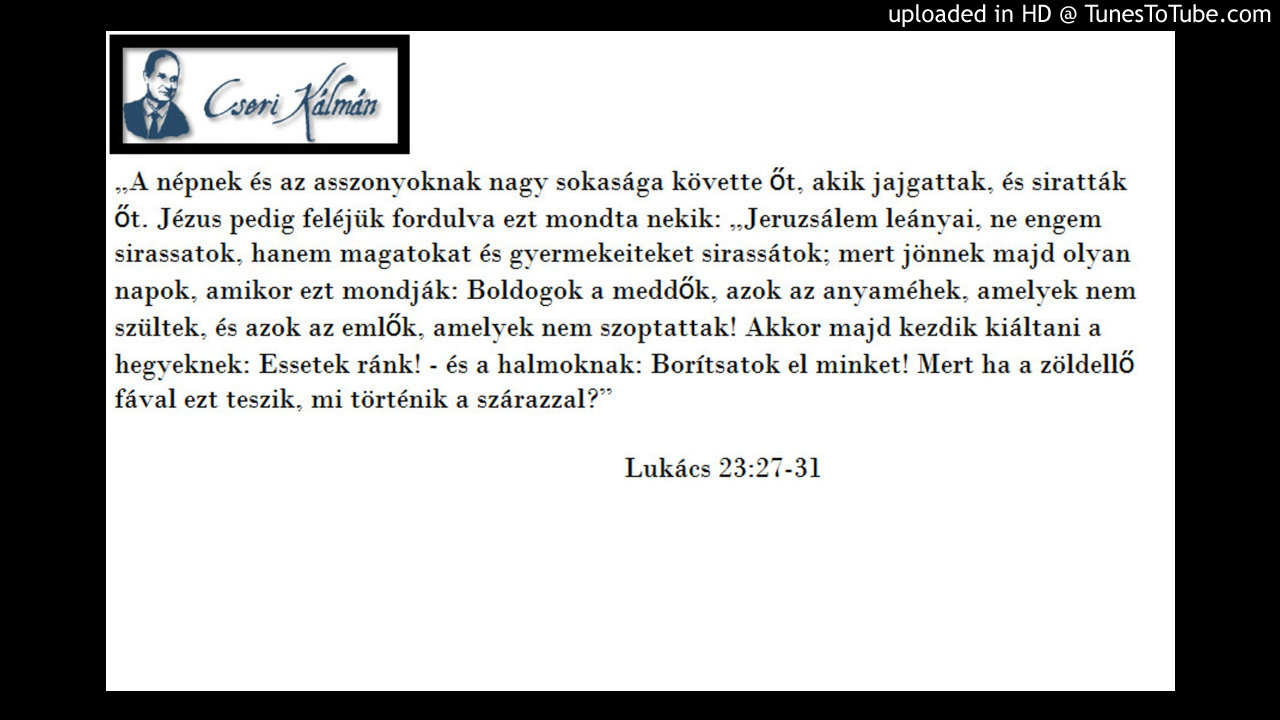 uploaded in HD @ TunesToTube.com
Cseri Kálmán
„A népnek és az asszonyoknak nagy sokasága követte őt, akik jajgattak, és siratták
őt. Jézus pedig feléjük fordulva ezt mondta nekik: „Jeruzsálem leányai, ne engem
sirassatok, hanem magatokat és gyermekeiteket sirassátok; mert jönnek majd olyan
napok, amikor ezt mondják: Boldogok a meddők, azok az anyaméhek, amelyek nem
szültek, és azok az emlők, amelyek nem szoptattak! Akkor majd kezdik kiáltani a
hegyeknek: Essetek ránk! - és a halmoknak: Borítsatok el minket! Mert ha a zöldellő
fával ezt teszik, mi történik a szárazzal?”
Lukács 23:27-31